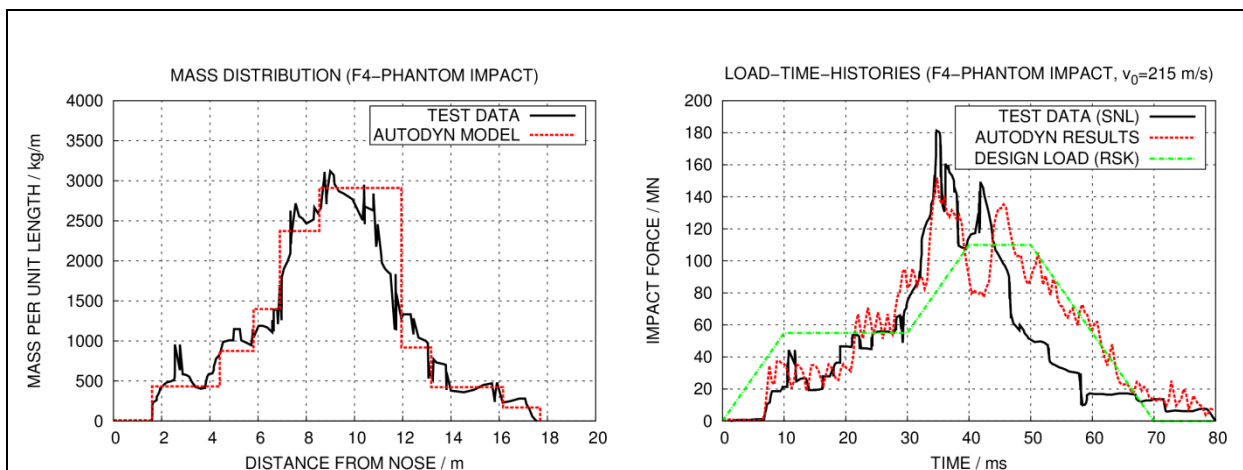 MASS DISTRIBUTION (F4−PHANTOM IMPACT)
4000
3500
3000
2500
2000
1500
1000
500
0
0 2 4 6 8 10 12 14 16 18 20
MASS PER UNIT LENGTH / kg/m
DISTANCE FROM NOSE / m
TEST DATA
AUTODYN MODEL
LOAD−TIME−HISTORIES (F4−PHANTOM IMPACT, v0=215 m/s)
200
180
160
140
120
100
80
60
40
20
0
0 10 20 30 40 50 60 70 80
IMPACT FORCE / MN
TIME / ms
TEST DATA (SNL)
AUTODYN RESULTS
DESIGN LOAD (RSK)